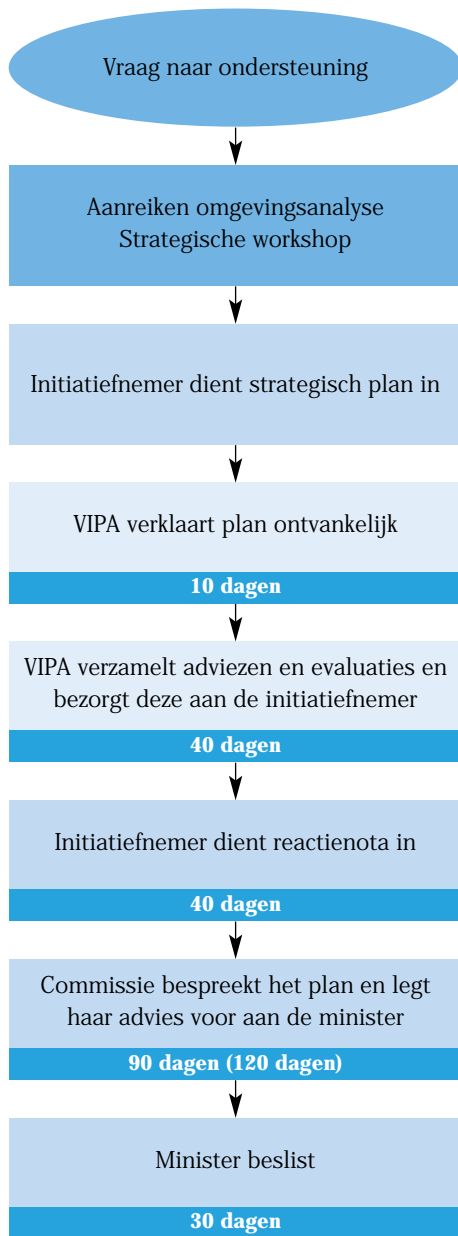 Vraag naar ondersteuning
Aanreiken omgevingsanalyse
Strategische workshop
Initiatiefnemer dient strategisch plan in
VIPA verklaart plan ontvankelijk
10 dagen
VIPA verzamelt adviezen en evaluaties en
bezorgt deze aan de initiatiefnemer
40 dagen
Initiatiefnemer dient reactienota in
40 dagen
Commissie bespreekt het plan en legt
haar advies voor aan de minister
90 dagen (120 dagen)
Minister beslist
30 dagen